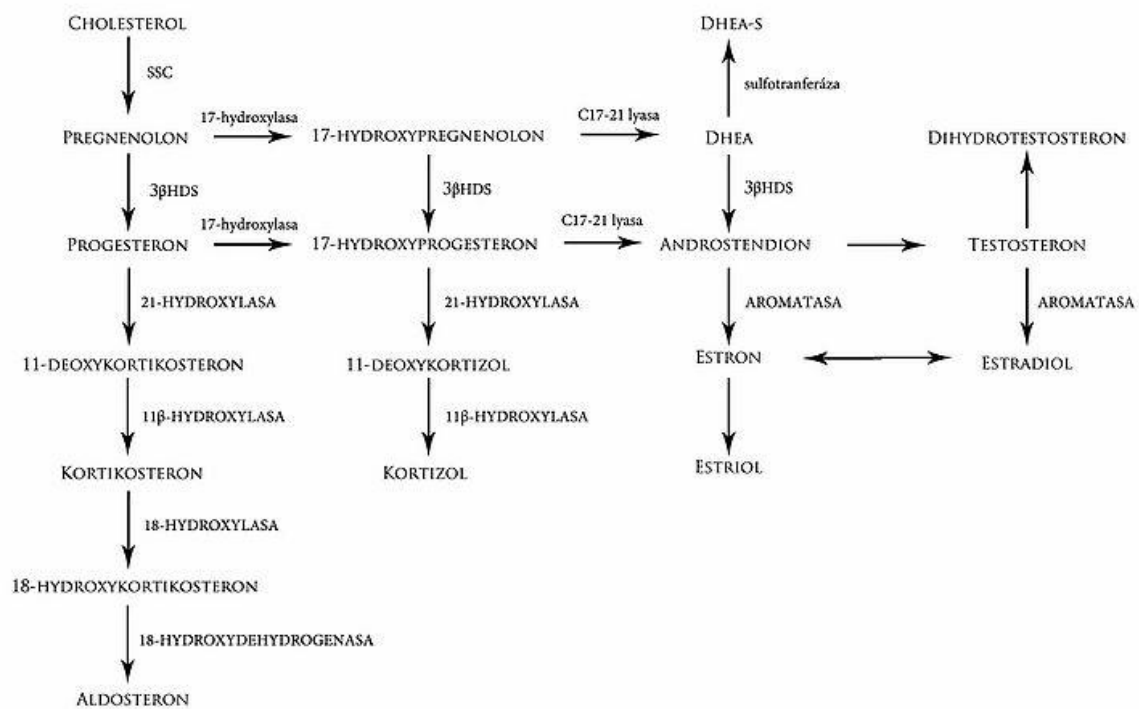 CHOLESTEROL
DHEA-S
SSC
sulfotranferáza
17-hydroxylasa
C17-21 lyasa
PREGNENOLON
17-HYDROXYPREGNENOLON
DHEA
DIHYDROTESTOSTERON
3βHDS
3βHDS
3βHDS
17-hydroxylasa
C17-21 lyasa
PROGESTERON
17-HYDROXYPROGESTERON
ANDROSTENDION
TESTOSTERON
21-HYDROXYLASA
21-HYDROXYLASA
AROMATASA
AROMATASA
11-DEOXYKORTIKOSTERON
11-DEOXYKORTIZOL
ESTRON
ESTRADIOL
11β-HYDROXYLASA
11β-HYDROXYLASA
KORTIKOSTERON
KORTIZOL
ESTRIOL
18-HYDROXYLASA
18-HYDROXYKORTIKOSTERON
18-HYDROXYDEHYDROGENASA
ALDOSTERON